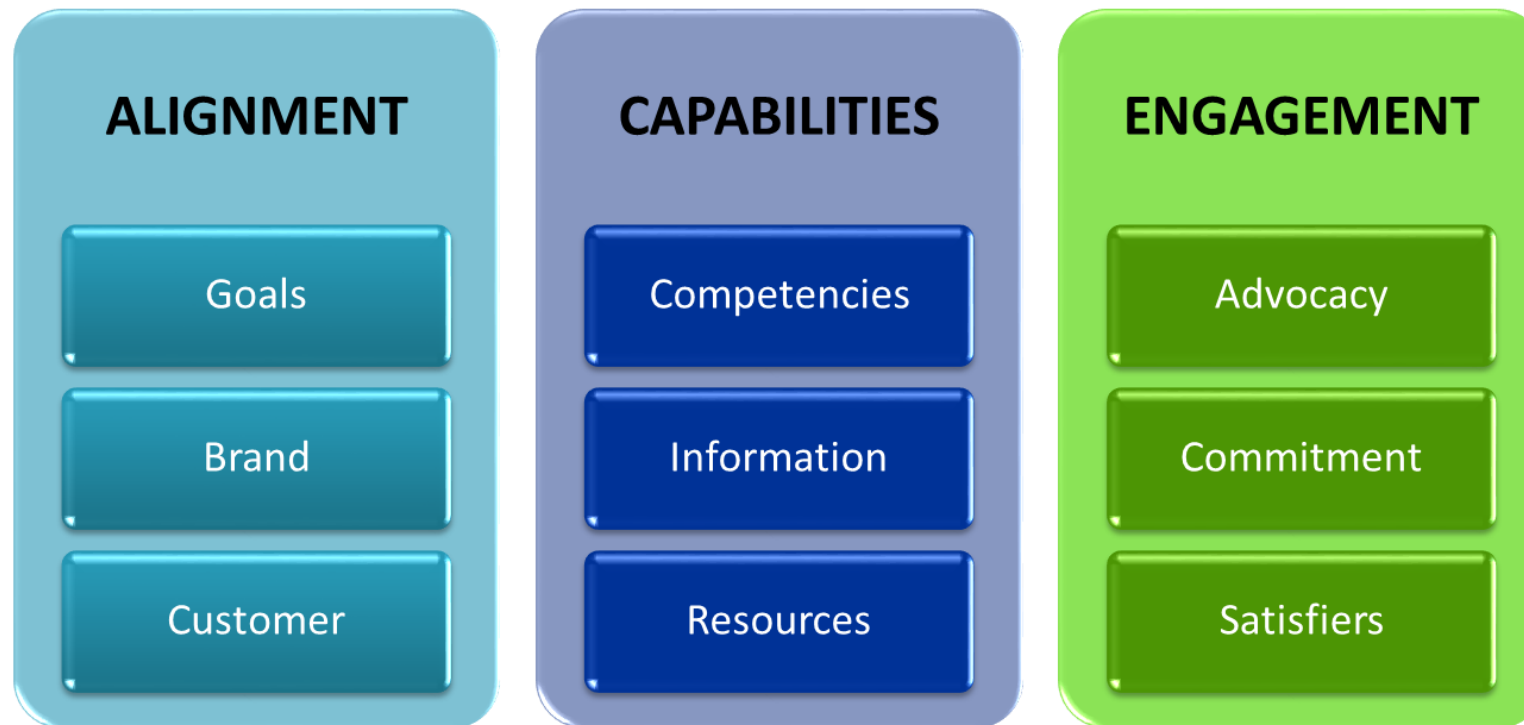 ALIGNMENT
Goals
Brand
Customer
CAPABILITIES
Competencies
Information
Resources
ENGAGEMENT
Advocacy
Commitment
Satisfiers